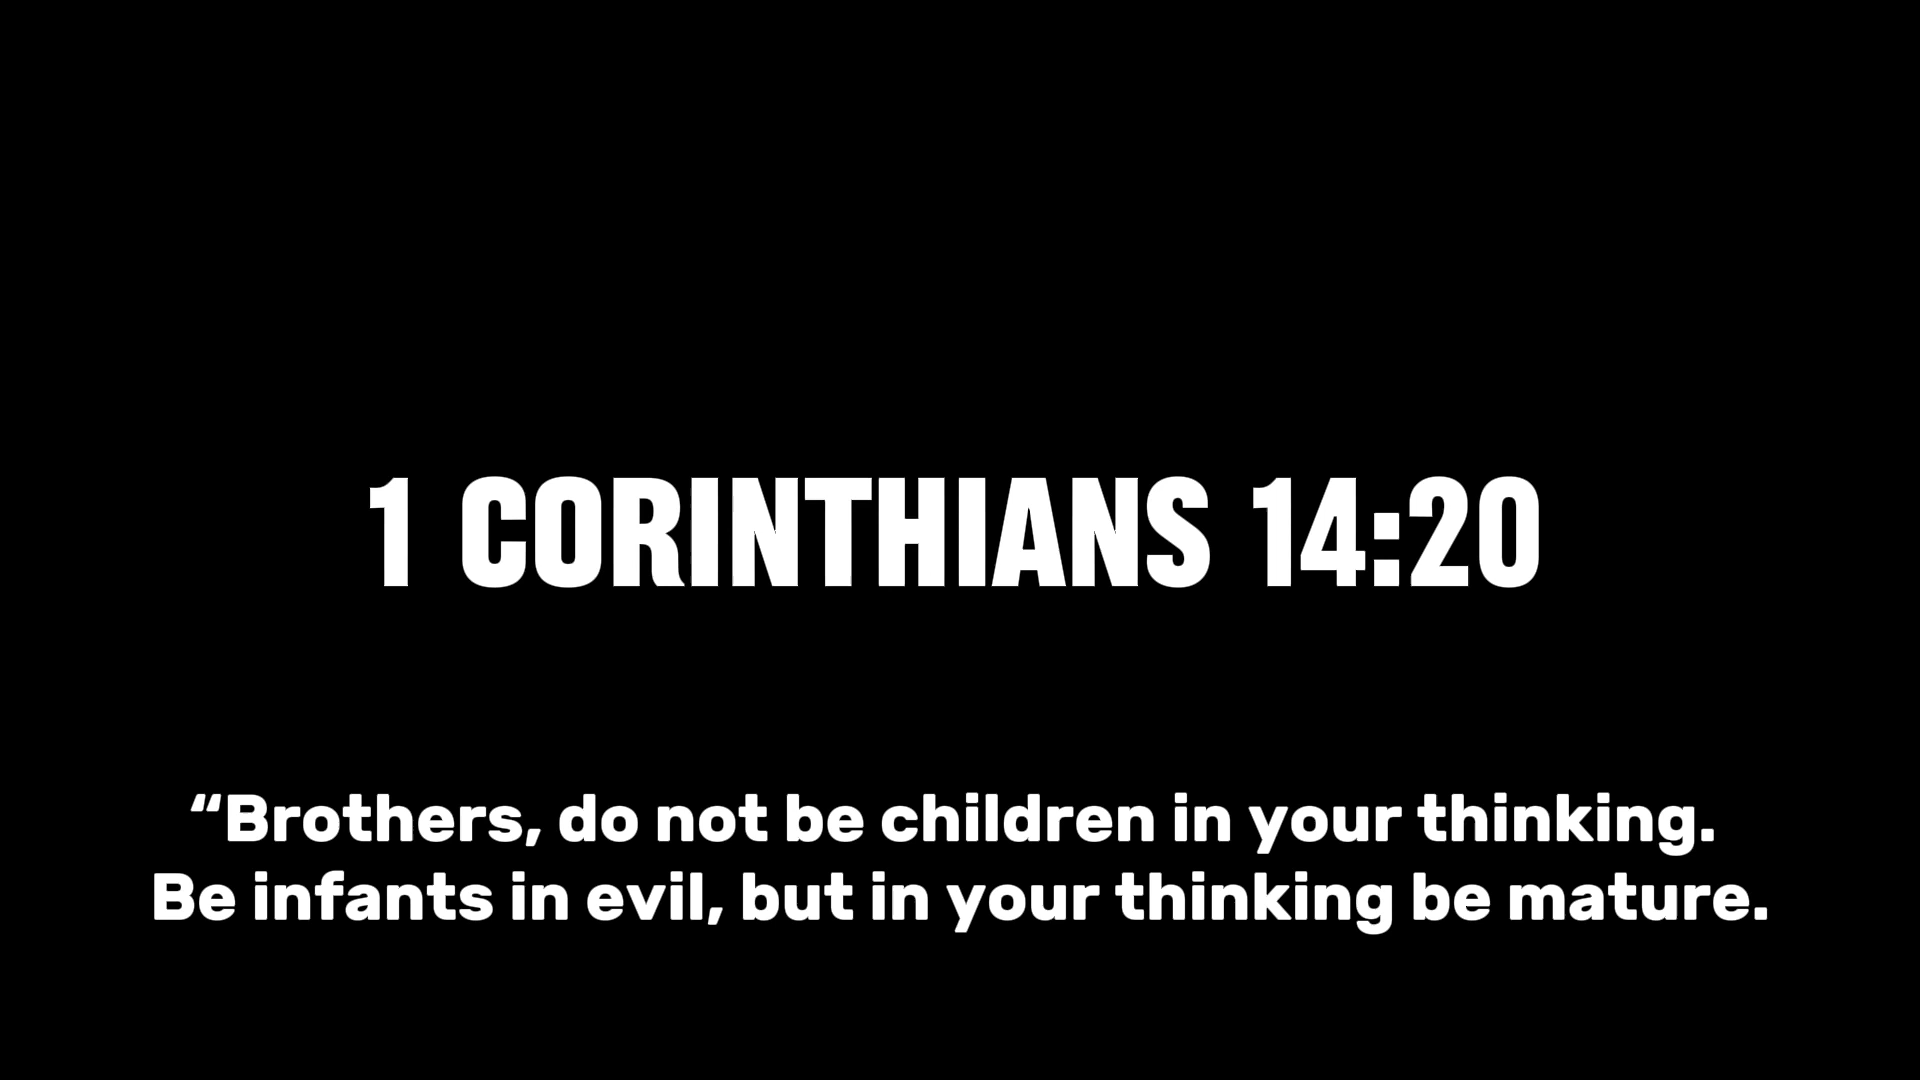 1 CORINTHIANS 14:20
“Brothers, do not be children in your thinking.
Be infants in evil, but in your thinking be mature.